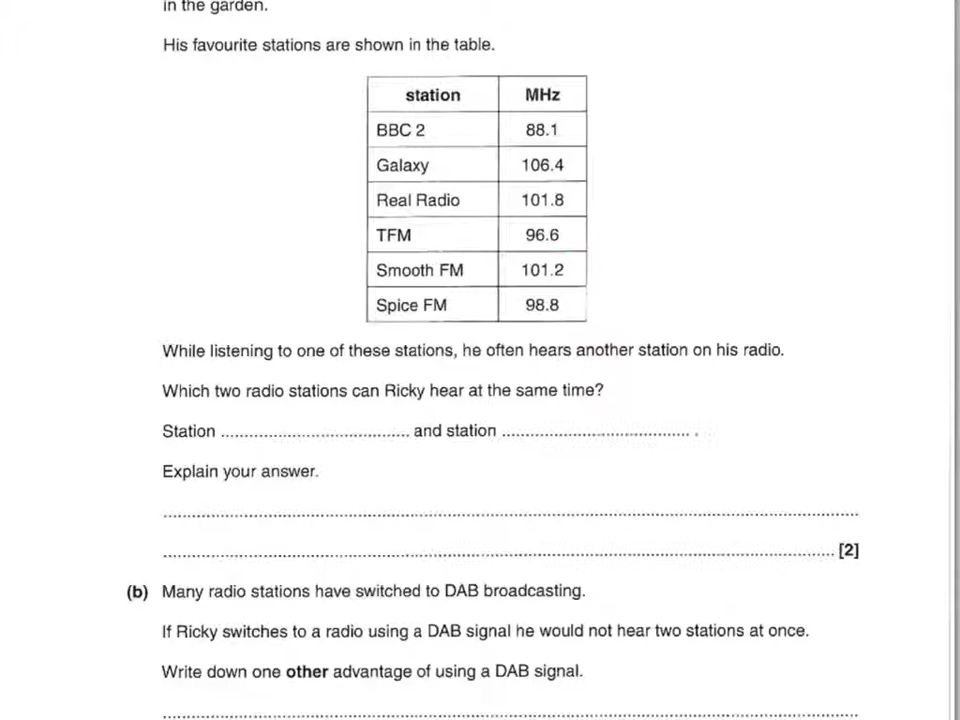 in the garden.
His favourite stations are shown in the table.
station MHz
BBC 2 88.1
Galaxy 106.4
Real Radio 101.8
TFM 96.6
Smooth FM 101.2
Spice FM 98.8
While listening to one of these stations, he often hears another station on his radio.
Which two radio stations can Ricky hear at the same time?
Station ........................................ and station ........................................ .
Explain your answer.
[2]
(b) Many radio stations have switched to DAB broadcasting.
If Ricky switches to a radio using a DAB signal he would not hear two stations at once.
Write down one other advantage of using a DAB signal.